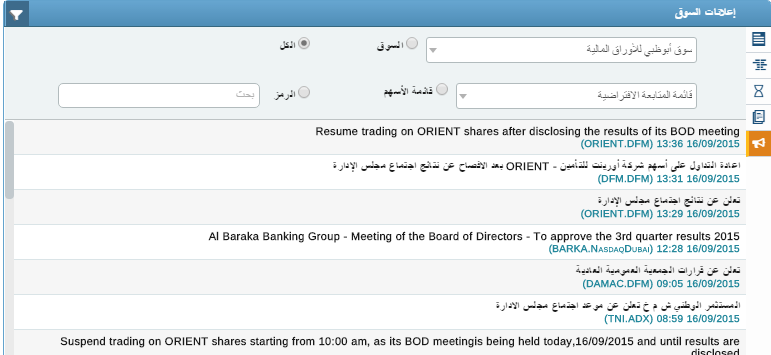 إعلانات السوق
سوق أبوظبي للأوراق المالية
السوق
الكل
قائمة المتابعة الافتراضية
قائمة الأسهم
الرمز
بحث
Resume trading on ORIENT shares after disclosing the results of its BOD meeting
(ORIENT.DFM) 13:36 16/09/2015
اعادة التداول على أسهم شركة أورينت للتأمين - ORIENT بعد الافصاح عن نتائج اجتماع مجلس الإدارة
(DFM.DFM) 13:31 16/09/2015
تعلن عن نتائج اجتماع مجلس الإدارة
(ORIENT.DFM) 13:29 16/09/2015
Al Baraka Banking Group - Meeting of the Board of Directors - To approve the 3rd quarter results 2015
(BARKA.NASDAQDUBAI) 12:28 16/09/2015
تعلن عن قرارات الجمعية العمومية العادية
(DAMAC.DFM) 09:05 16/09/2015
المستثمر الوطني ش م خ تعلن عن موعد اجتماع مجلس الادارة
(TNI.ADX) 08:59 16/09/2015
Suspend trading on ORIENT shares starting from 10:00 am, as its BOD meetingis being held today,16/09/2015 and until results are
disclosed